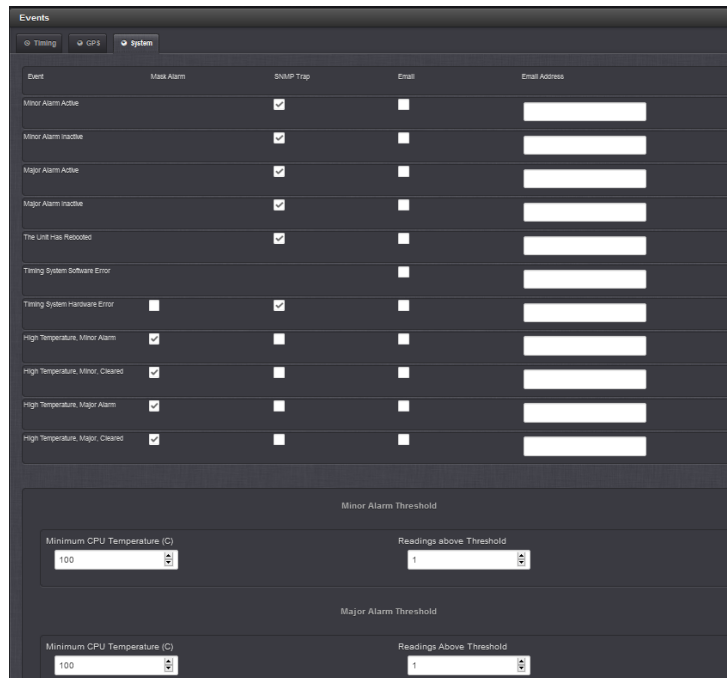 Events
Timing GPS System
Event Mask Alarm SNMP Trap Email Email Address
Minor Alarm Active
Minor Alarm Inactive
Major Alarm Active
Major Alarm Inactive
The Unit Has Rebooted
Timing System Software Error
Timing System Hardware Error
High Temperature, Minor Alarm
High Temperature, Minor, Cleared
High Temperature, Major Alarm
High Temperature, Major, Cleared
Minor Alarm Threshold
Minimum CPU Temperature (C) Readings above Threshold
100 1
Major Alarm Threshold
Minimum CPU Temperature (C) Readings Above Threshold
100 1